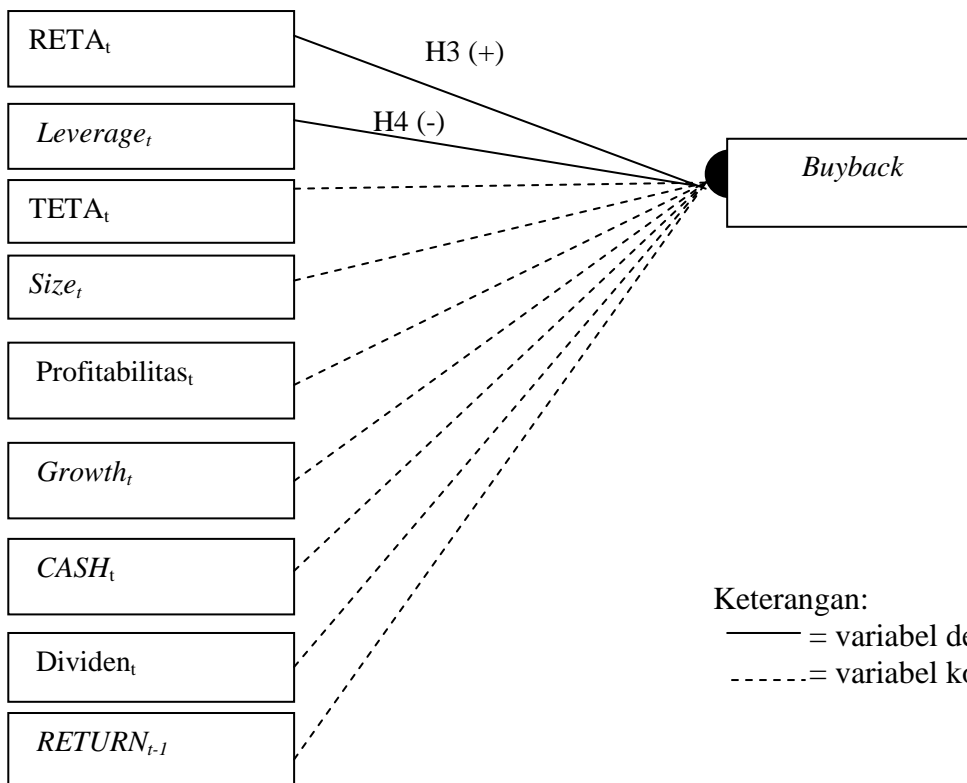 RETAt
H3 (+)
Leveraget
H4 (-)
Buyback
TETAt
Sizet
Profitabilitast
Growtht
CASHt
Keterangan:
= variabel de
Divident
= variabel ko
RETURNt-1